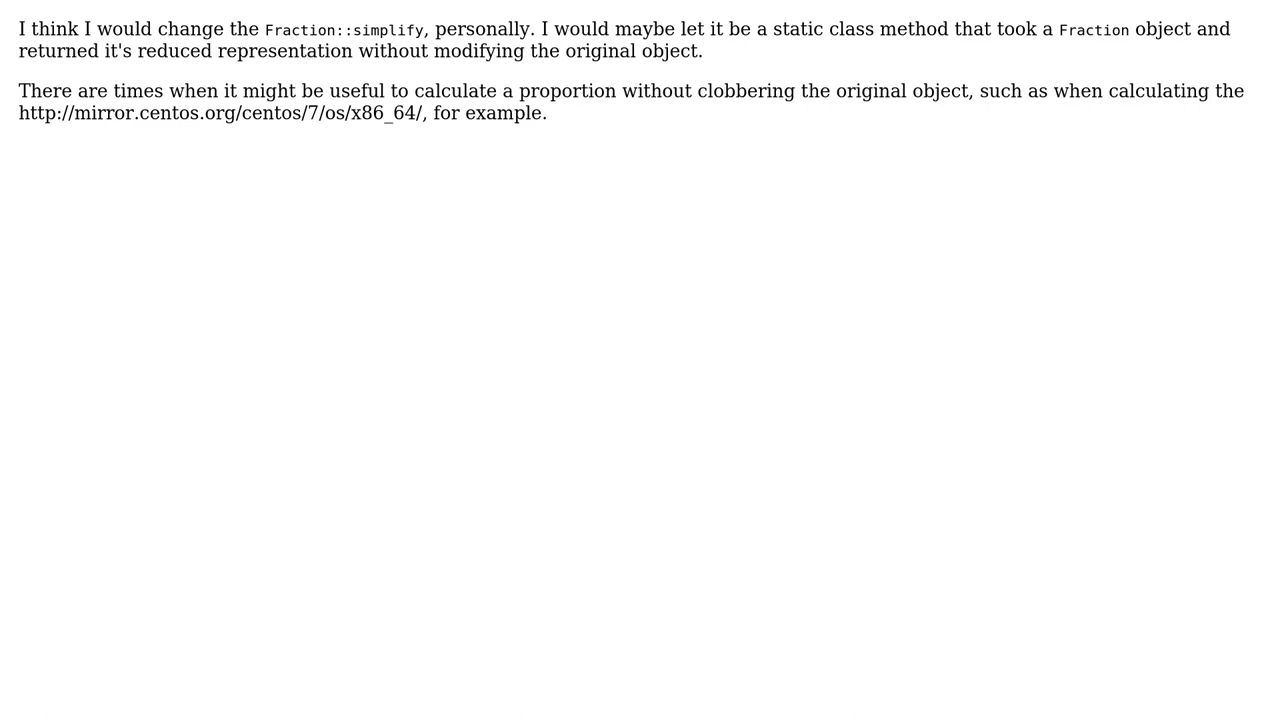 I think I would change the Fraction::simplify, personally. I would maybe let it be a static class method that took a Fraction object and
returned it's reduced representation without modifying the original object.
There are times when it might be useful to calculate a proportion without clobbering the original object, such as when calculating the
http://mirror.centos.org/centos/7/os/x86_64/, for example.